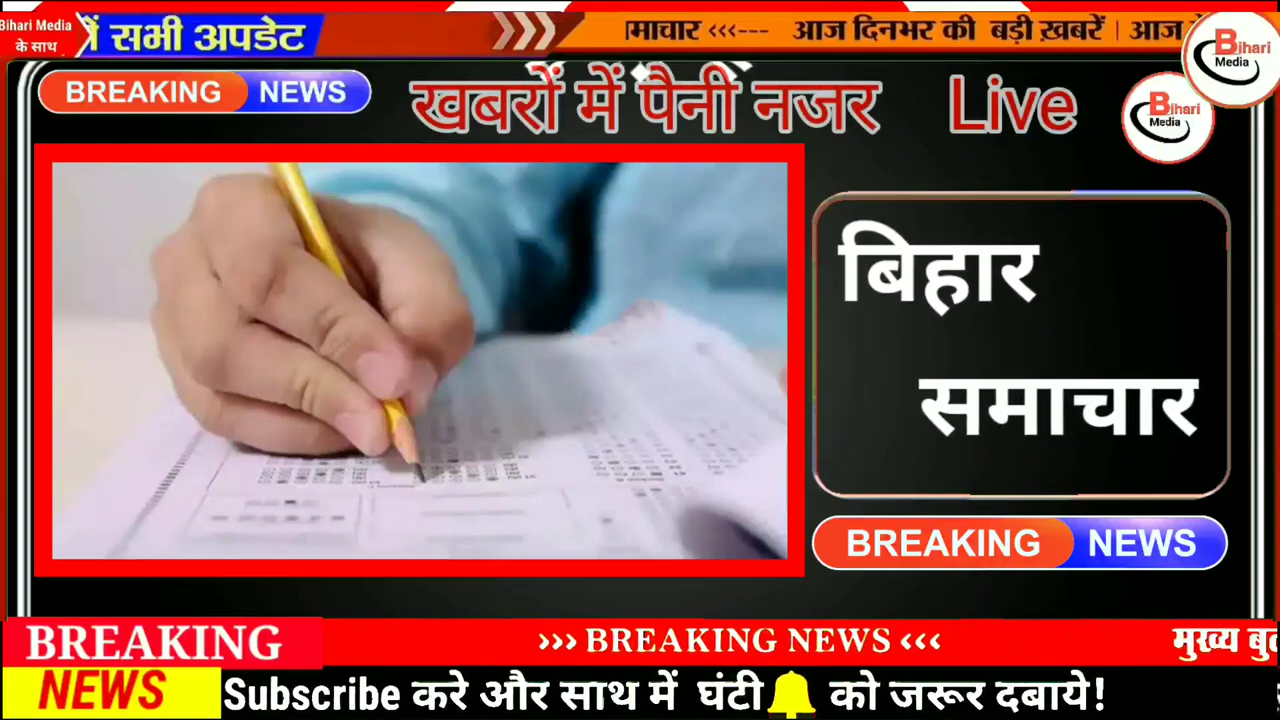 Bihari Media
के साथ
में सभी अपडेट
समाचार <<<---   आज दिनभर की बड़ी ख़बरें | आज
Bihari
Media
BREAKING NEWS
खबरों में पैनी नजर Live
Bihari
Media
बिहार
समाचार
BREAKING NEWS
BREAKING
NEWS
››› BREAKING NEWS ‹‹‹
मुख्य
Subscribe करे और साथ में घंटी🔔 को जरूर दबाये!